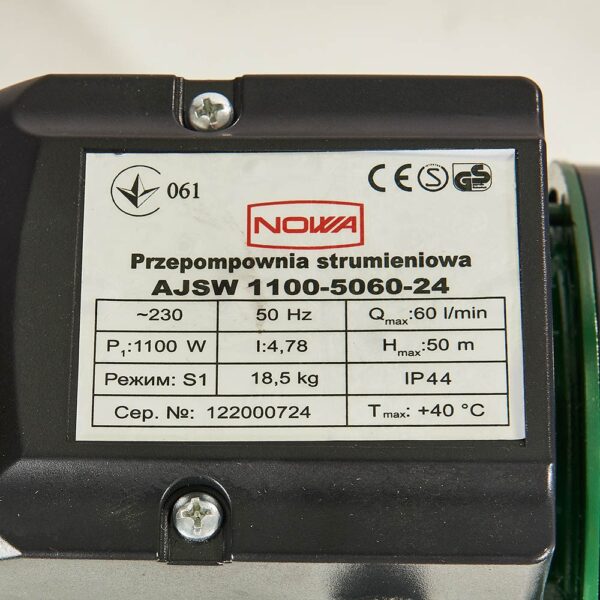 061
CE S GS
NOWA
Przepompownia strumieniowa
AJSW 1100-5060-24
~230 50 Hz Qmax:60 l/min
P1:1100 W I:4,78 Hmax:50 m
Режим: S1 18,5 kg IP44
Сер. №: 122000724 Tmax: +40 °C